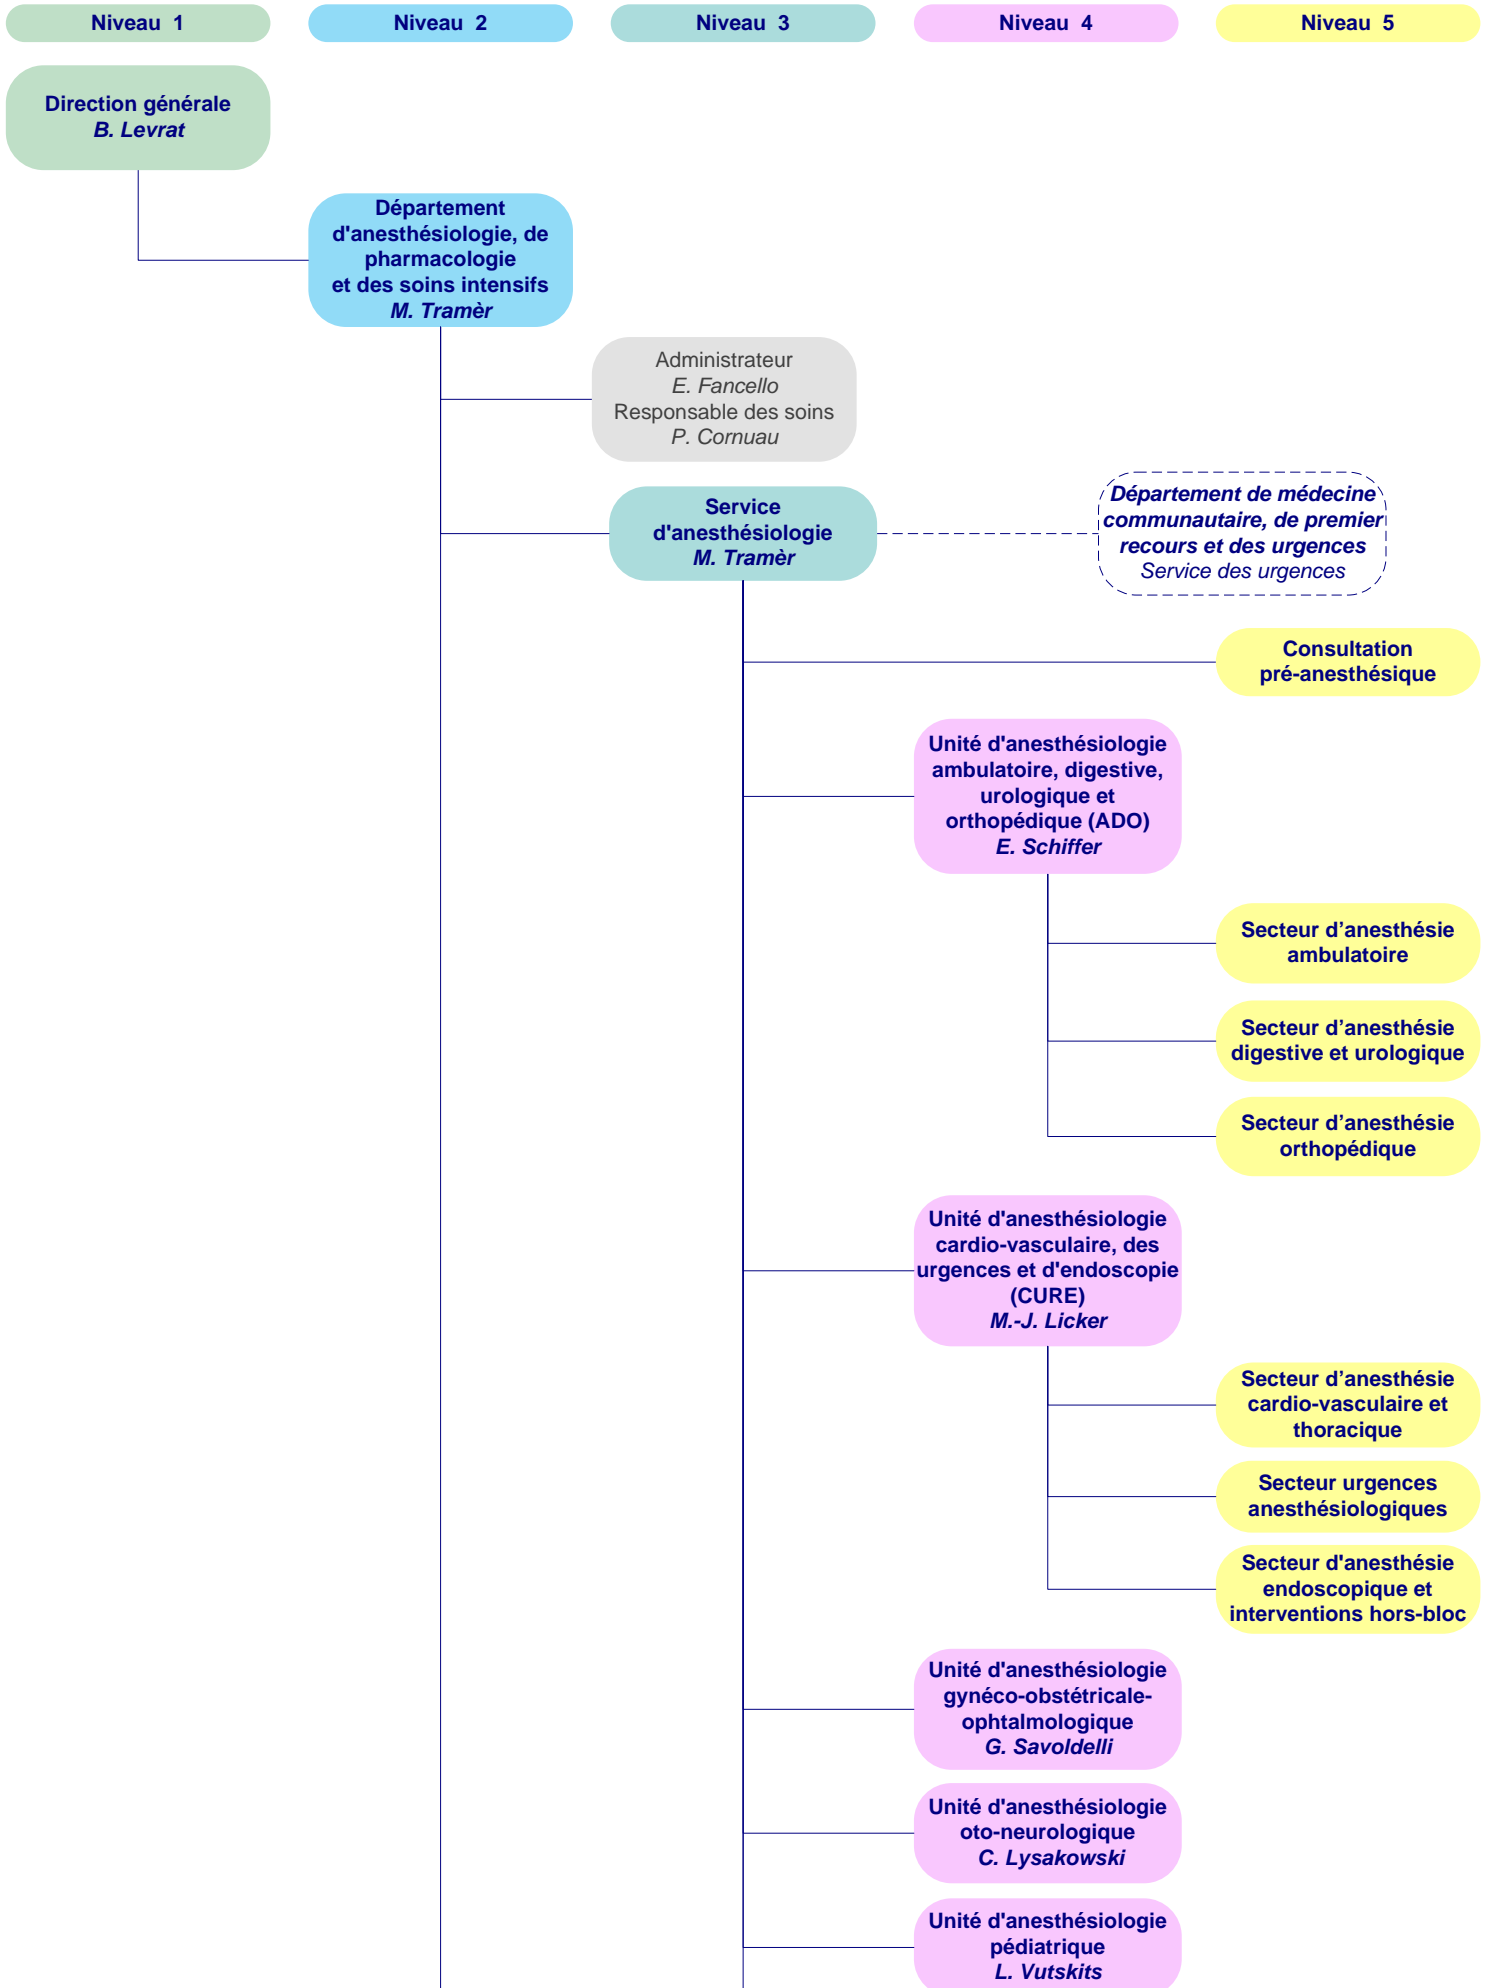 Niveau 1
Niveau 2
Niveau 3
Niveau 4
Niveau 5
Direction générale
B. Levrat
Département
d'anesthésiologie, de
pharmacologie
et des soins intensifs
M. Tramèr
Administrateur
E. Fancello
Responsable des soins
P. Cornuau
Service
d'anesthésiologie
M. Tramèr
Département de médecine
communautaire, de premier
recours et des urgences
Service des urgences
Consultation
pré-anesthésique
Unité d'anesthésiologie
ambulatoire, digestive,
urologique et
orthopédique (ADO)
E. Schiffer
Secteur d’anesthésie
ambulatoire
Secteur d’anesthésie
digestive et urologique
Secteur d’anesthésie
orthopédique
Unité d'anesthésiologie
cardio-vasculaire, des
urgences et d'endoscopie
(CURE)
M.-J. Licker
Secteur d’anesthésie
cardio-vasculaire et
thoracique
Secteur urgences
anesthésiologiques
Secteur d'anesthésie
endoscopique et
interventions hors-bloc
Unité d'anesthésiologie
gynéco-obstétricale-
ophtalmologique
G. Savoldelli
Unité d'anesthésiologie
oto-neurologique
C. Lysakowski
Unité d'anesthésiologie
pédiatrique
L. Vutskits